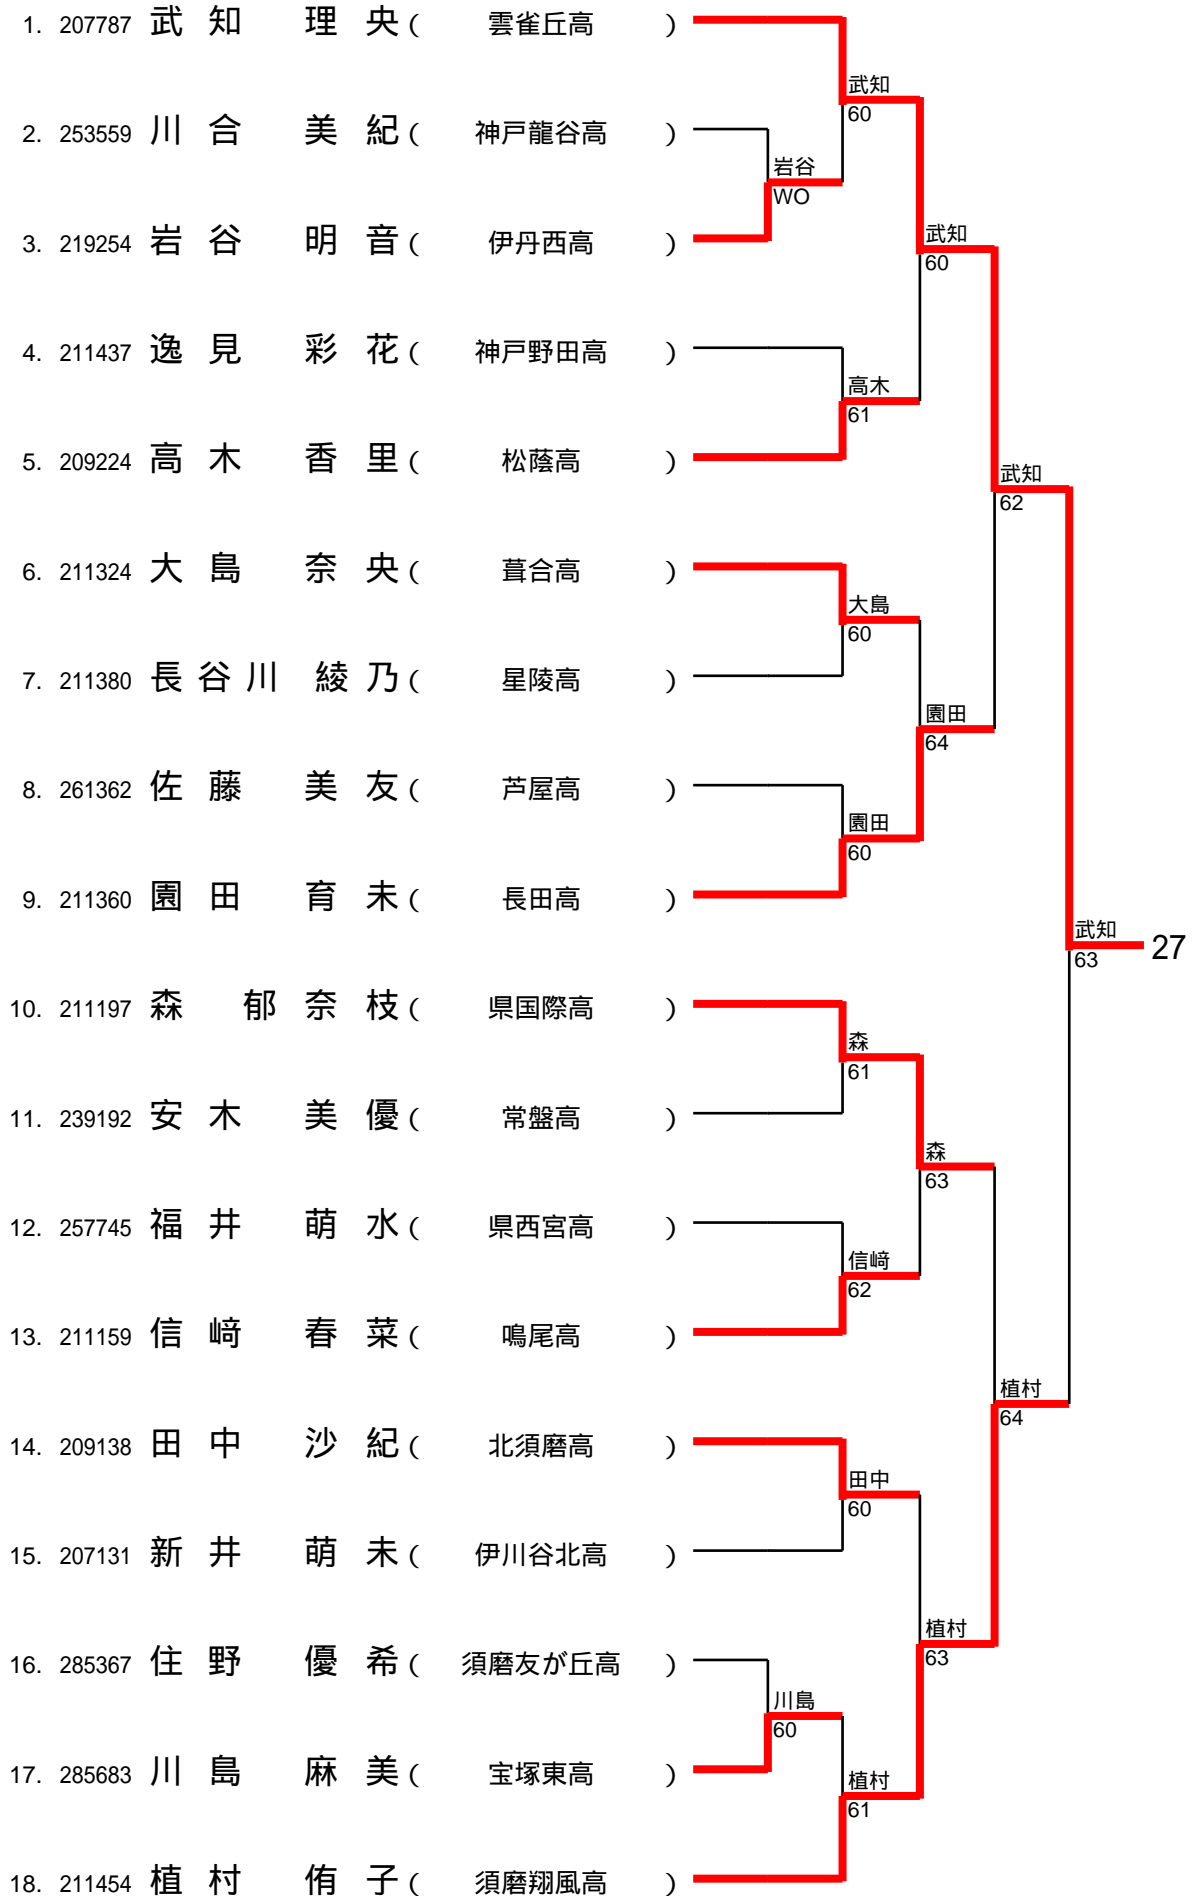 1. 207787 武知 理央 ( 雲雀丘高 )
武知
60
2. 253559 川合 美紀 ( 神戸龍谷高 )
岩谷
WO
3. 219254 岩谷 明音 ( 伊丹西高 )
武知
60
4. 211437 逸見 彩花 ( 神戸野田高 )
高木
61
5. 209224 高木 香里 ( 松蔭高 )
武知
62
6. 211324 大島 奈央 ( 葺合高 )
大島
60
7. 211380 長谷川 綾乃 ( 星陵高 )
園田
64
8. 261362 佐藤 美友 ( 芦屋高 )
園田
60
9. 211360 園田 育未 ( 長田高 )
武知
63
27
10. 211197 森 郁奈枝 ( 県国際高 )
森
61
11. 239192 安木 美優 ( 常盤高 )
森
63
12. 257745 福井 萌水 ( 県西宮高 )
信﨑
62
13. 211159 信﨑 春菜 ( 鳴尾高 )
植村
64
14. 209138 田中 沙紀 ( 北須磨高 )
田中
60
15. 207131 新井 萌未 ( 伊川谷北高 )
植村
63
16. 285367 住野 優希 ( 須磨友が丘高 )
川島
60
17. 285683 川島 麻美 ( 宝塚東高 )
植村
61
18. 211454 植村 侑子 ( 須磨翔風高 )